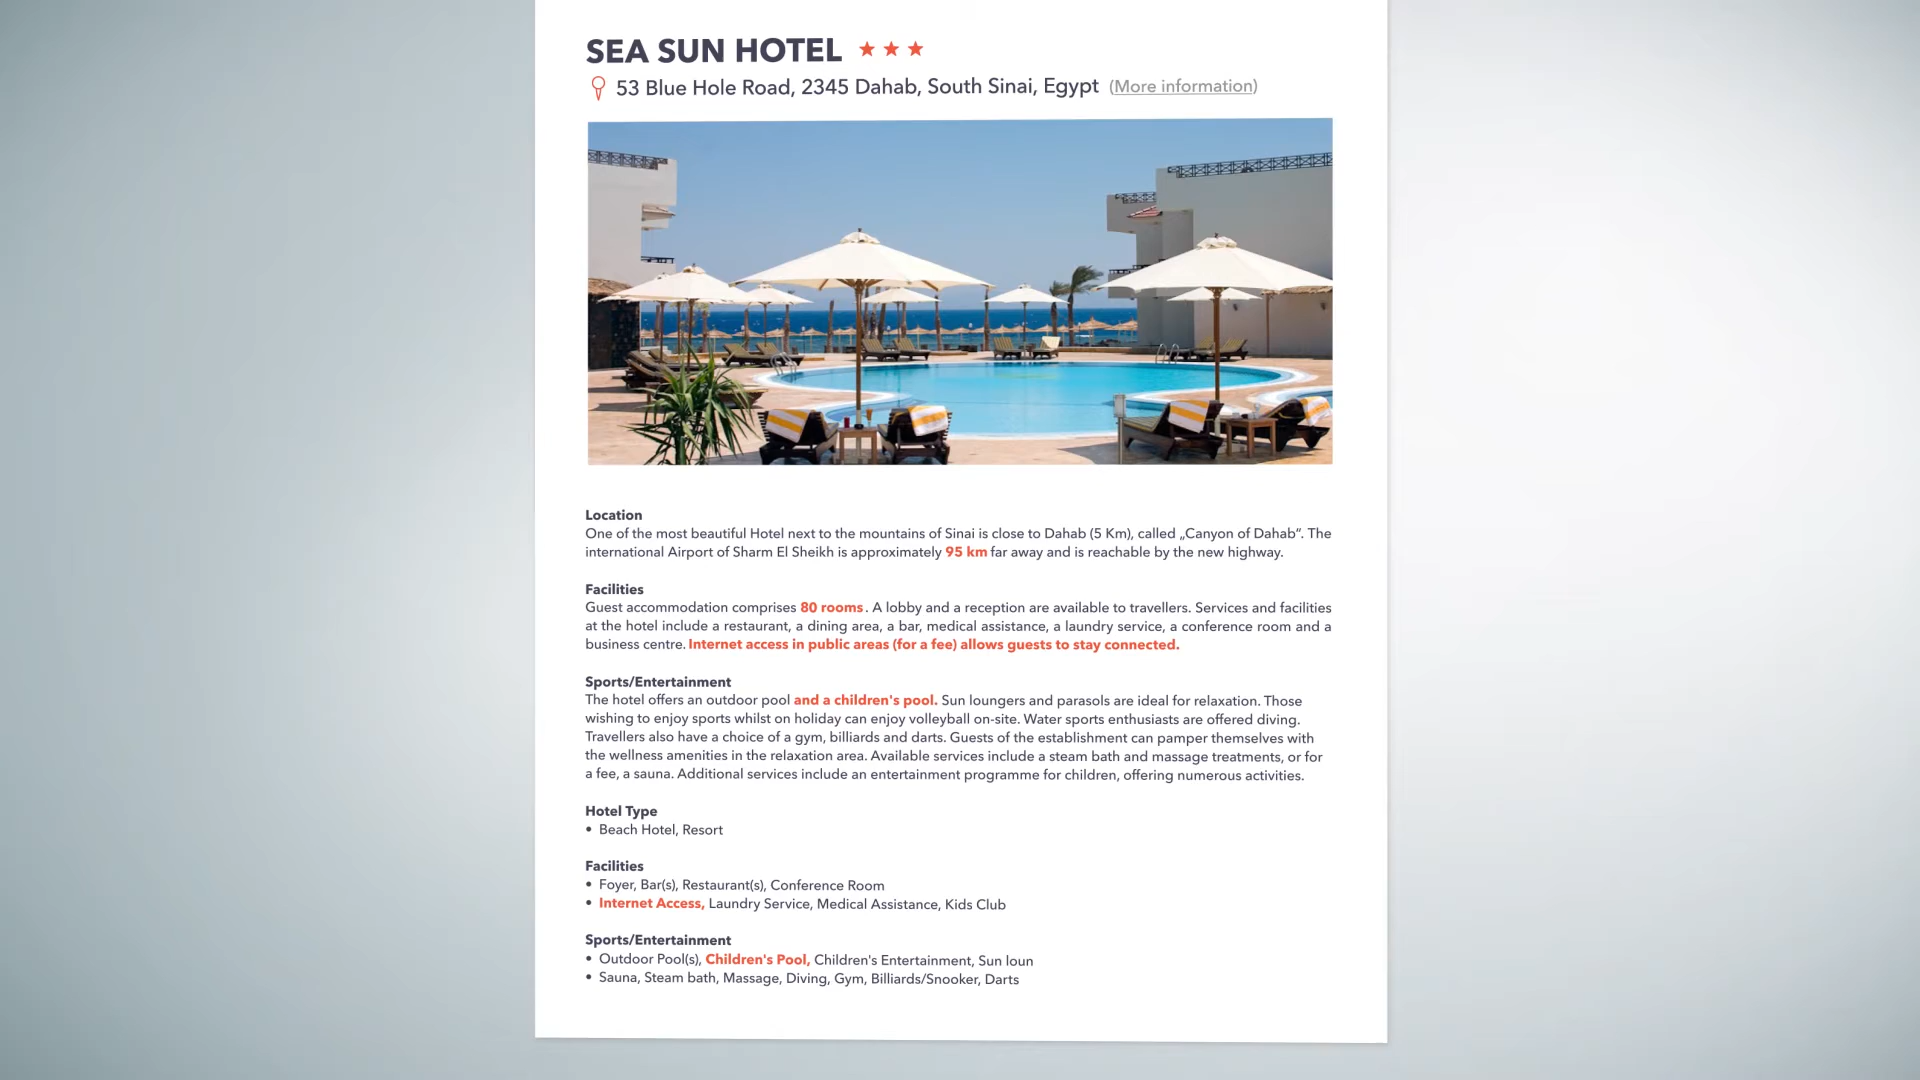 SEA SUN HOTEL
53 Blue Hole Road, 2345 Dahab, South Sinai, Egypt (More information)
Location
One of the most beautiful Hotel next to the mountains of Sinai is close to Dahab (5 Km), called „Canyon of Dahab“. The
international Airport of Sharm El Sheikh is approximately 95 km far away and is reachable by the new highway.
Facilities
Guest accommodation comprises 80 rooms. A lobby and a reception are available to travellers. Services and facilities
at the hotel include a restaurant, a dining area, a bar, medical assistance, a laundry service, a conference room and a
business centre. Internet access in public areas (for a fee) allows guests to stay connected.
Sports/Entertainment
The hotel offers an outdoor pool and a children's pool. Sun loungers and parasols are ideal for relaxation. Those
wishing to enjoy sports whilst on holiday can enjoy volleyball on-site. Water sports enthusiasts are offered diving.
Travellers also have a choice of a gym, billiards and darts. Guests of the establishment can pamper themselves with
the wellness amenities in the relaxation area. Available services include a steam bath and massage treatments, or for
a fee, a sauna. Additional services include an entertainment programme for children, offering numerous activities.
Hotel Type
• Beach Hotel, Resort
Facilities
• Foyer, Bar(s), Restaurant(s), Conference Room
• Internet Access, Laundry Service, Medical Assistance, Kids Club
Sports/Entertainment
• Outdoor Pool(s), Children's Pool, Children's Entertainment, Sun loun
• Sauna, Steam bath, Massage, Diving, Gym, Billiards/Snooker, Darts